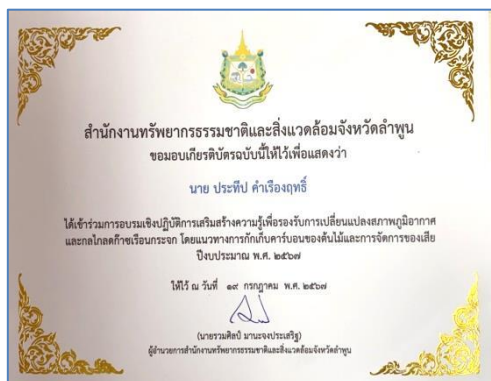 สำนักงานทรัพยากรธรรมชาติและสิ่งแวดล้อมจังหวัดลำพูน
ขอมอบเกียรติบัตรฉบับนี้ให้ไว้เพื่อแสดงว่า
นาย ประทีป คำเรืองฤทธิ์
ได้เข้าร่วมการอบรมเชิงปฏิบัติการเสริมสร้างความรู้เพื่อรองรับการเปลี่ยนแปลงสภาพภูมิอากาศ
และกลไกลดก๊าซเรือนกระจก โดยแนวทางการกักเก็บคาร์บอนของต้นไม้และการจัดการของเสีย
ปีงบประมาณ พ.ศ. ๒๕๖๗
ให้ไว้ ณ วันที่ ๑๙ กรกฎาคม พ.ศ. ๒๕๖๗
(นายรวมศิลป์ มานะจงประเสริฐ)
ผู้อำนวยการสำนักงานทรัพยากรธรรมชาติและสิ่งแวดล้อมจังหวัดลำพูน